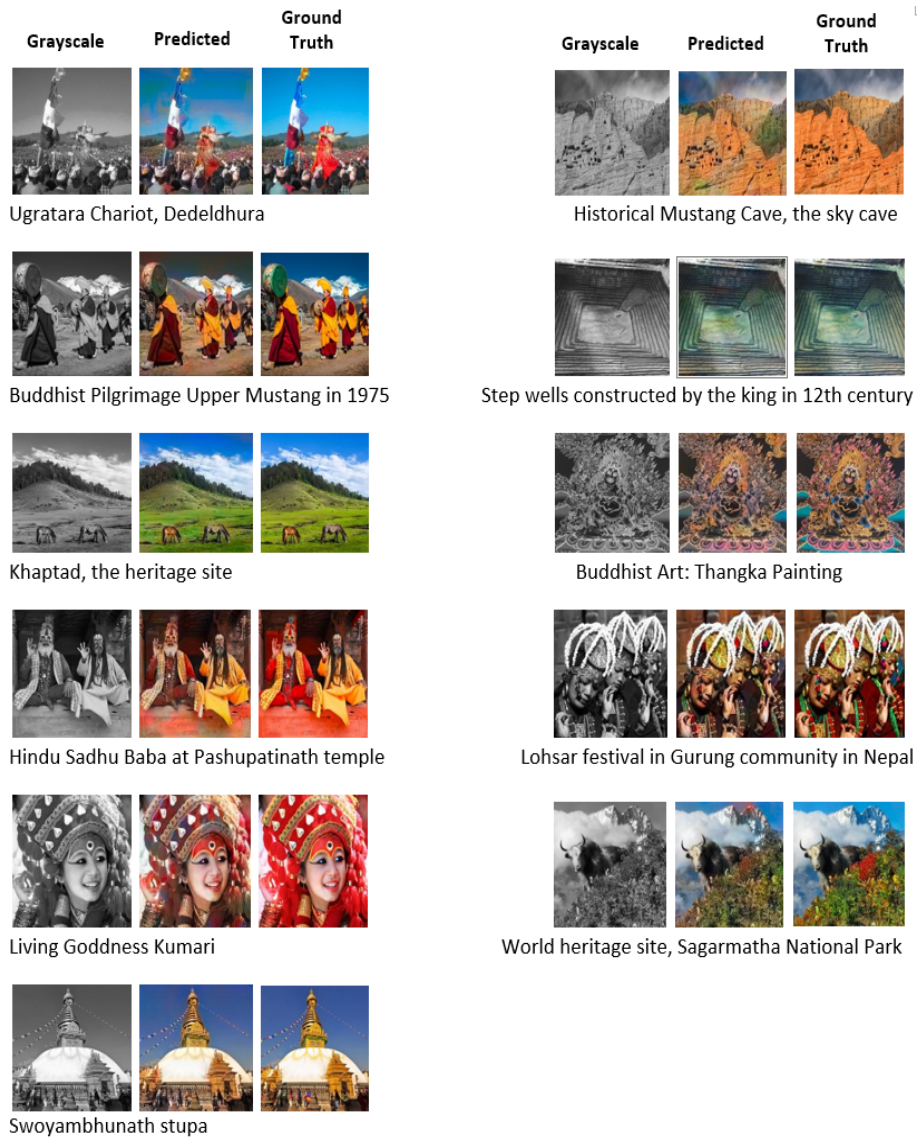 Grayscale Predicted Ground Truth
Ugratara Chariot, Dedeldhura
Buddhist Pilgrimage Upper Mustang in 1975
Khaptad, the heritage site
Hindu Sadhu Baba at Pashupatinath temple
Living Goddness Kumari
Swoyambhunath stupa
Grayscale Predicted Ground Truth
Historical Mustang Cave, the sky cave
Step wells constructed by the king in 12th century
Buddhist Art: Thangka Painting
Lohsar festival in Gurung community in Nepal
World heritage site, Sagarmatha National Park